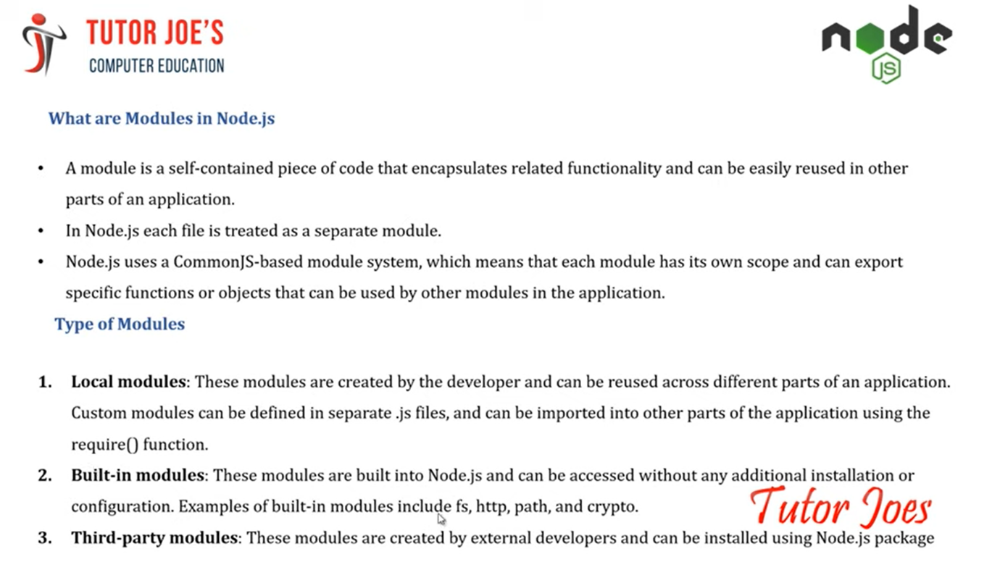 TUTOR JOE'S
COMPUTER EDUCATION
node
JS
What are Modules in Node.js
• A module is a self-contained piece of code that encapsulates related functionality and can be easily reused in other
parts of an application.
• In Node.js each file is treated as a separate module.
• Node.js uses a CommonJS-based module system, which means that each module has its own scope and can export
specific functions or objects that can be used by other modules in the application.
Type of Modules
1. Local modules: These modules are created by the developer and can be reused across different parts of an application.
Custom modules can be defined in separate .js files, and can be imported into other parts of the application using the
require() function.
2. Built-in modules: These modules are built into Node.js and can be accessed without any additional installation or
configuration. Examples of built-in modules include fs, http, path, and crypto.
Tutor Joes
3. Third-party modules: These modules are created by external developers and can be installed using Node.js package